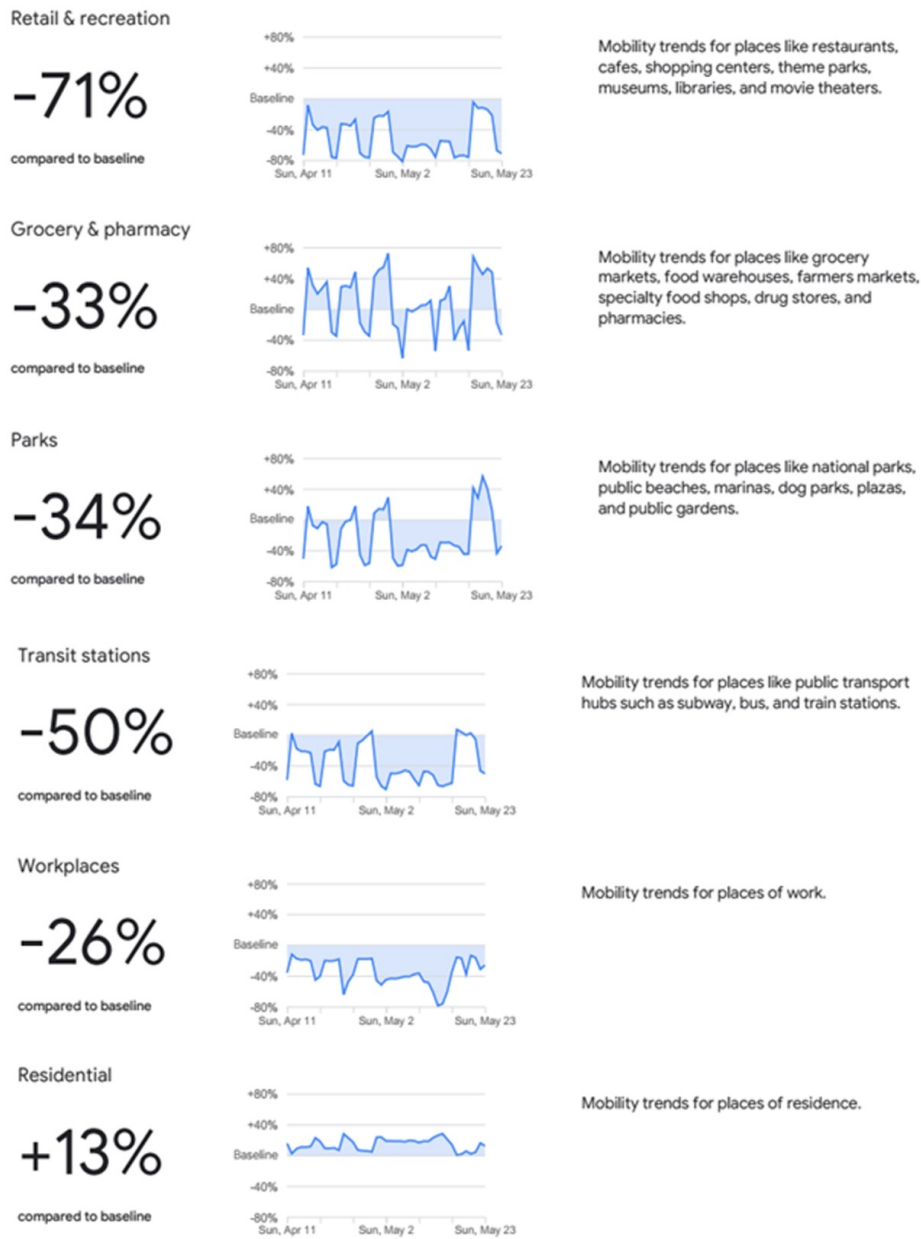 Retail & recreation
-71%
compared to baseline
+80%
+40%
Baseline
-40%
-80%
Sun, Apr 11
Sun, May 2
Sun, May 23
Mobility trends for places like restaurants,
cafes, shopping centers, theme parks,
museums, libraries, and movie theaters.
Grocery & pharmacy
-33%
compared to baseline
+80%
+40%
Baseline
-40%
-80%
Sun, Apr 11
Sun, May 2
Sun, May 23
Mobility trends for places like grocery
markets, food warehouses, farmers markets,
specialty food shops, drug stores, and
pharmacies.
Parks
-34%
compared to baseline
+80%
+40%
Baseline
-40%
-80%
Sun, Apr 11
Sun, May 2
Sun, May 23
Mobility trends for places like national parks,
public beaches, marinas, dog parks, plazas,
and public gardens.
Transit stations
-50%
compared to baseline
+80%
+40%
Baseline
-40%
-80%
Sun, Apr 11
Sun, May 2
Sun, May 23
Mobility trends for places like public transport
hubs such as subway, bus, and train stations.
Workplaces
-26%
compared to baseline
+80%
+40%
Baseline
-40%
-80%
Sun, Apr 11
Sun, May 2
Sun, May 23
Mobility trends for places of work.
Residential
+13%
compared to baseline
+80%
+40%
Baseline
-40%
-80%
Sun, Apr 11
Sun, May 2
Sun, May 23
Mobility trends for places of residence.